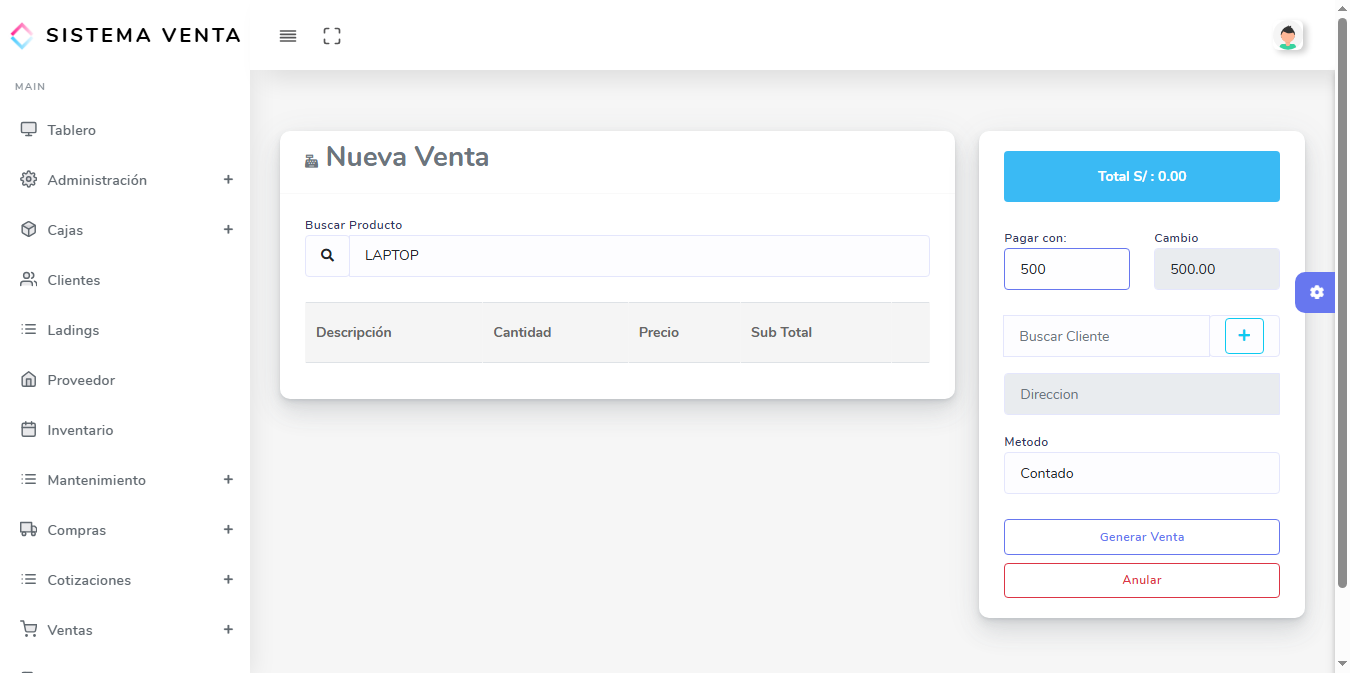 SISTEMA VENTA
MAIN
Tablero
Administración +
Cajas +
Clientes
Ladings
Proveedor
Inventario
Mantenimiento +
Compras +
Cotizaciones +
Ventas +
Nueva Venta
Buscar Producto
LAPTOP
Descripción Cantidad Precio Sub Total
Total S/ : 0.00
Pagar con: Cambio
500 500.00
Buscar Cliente +
Direccion
Metodo
Contado
Generar Venta
Anular